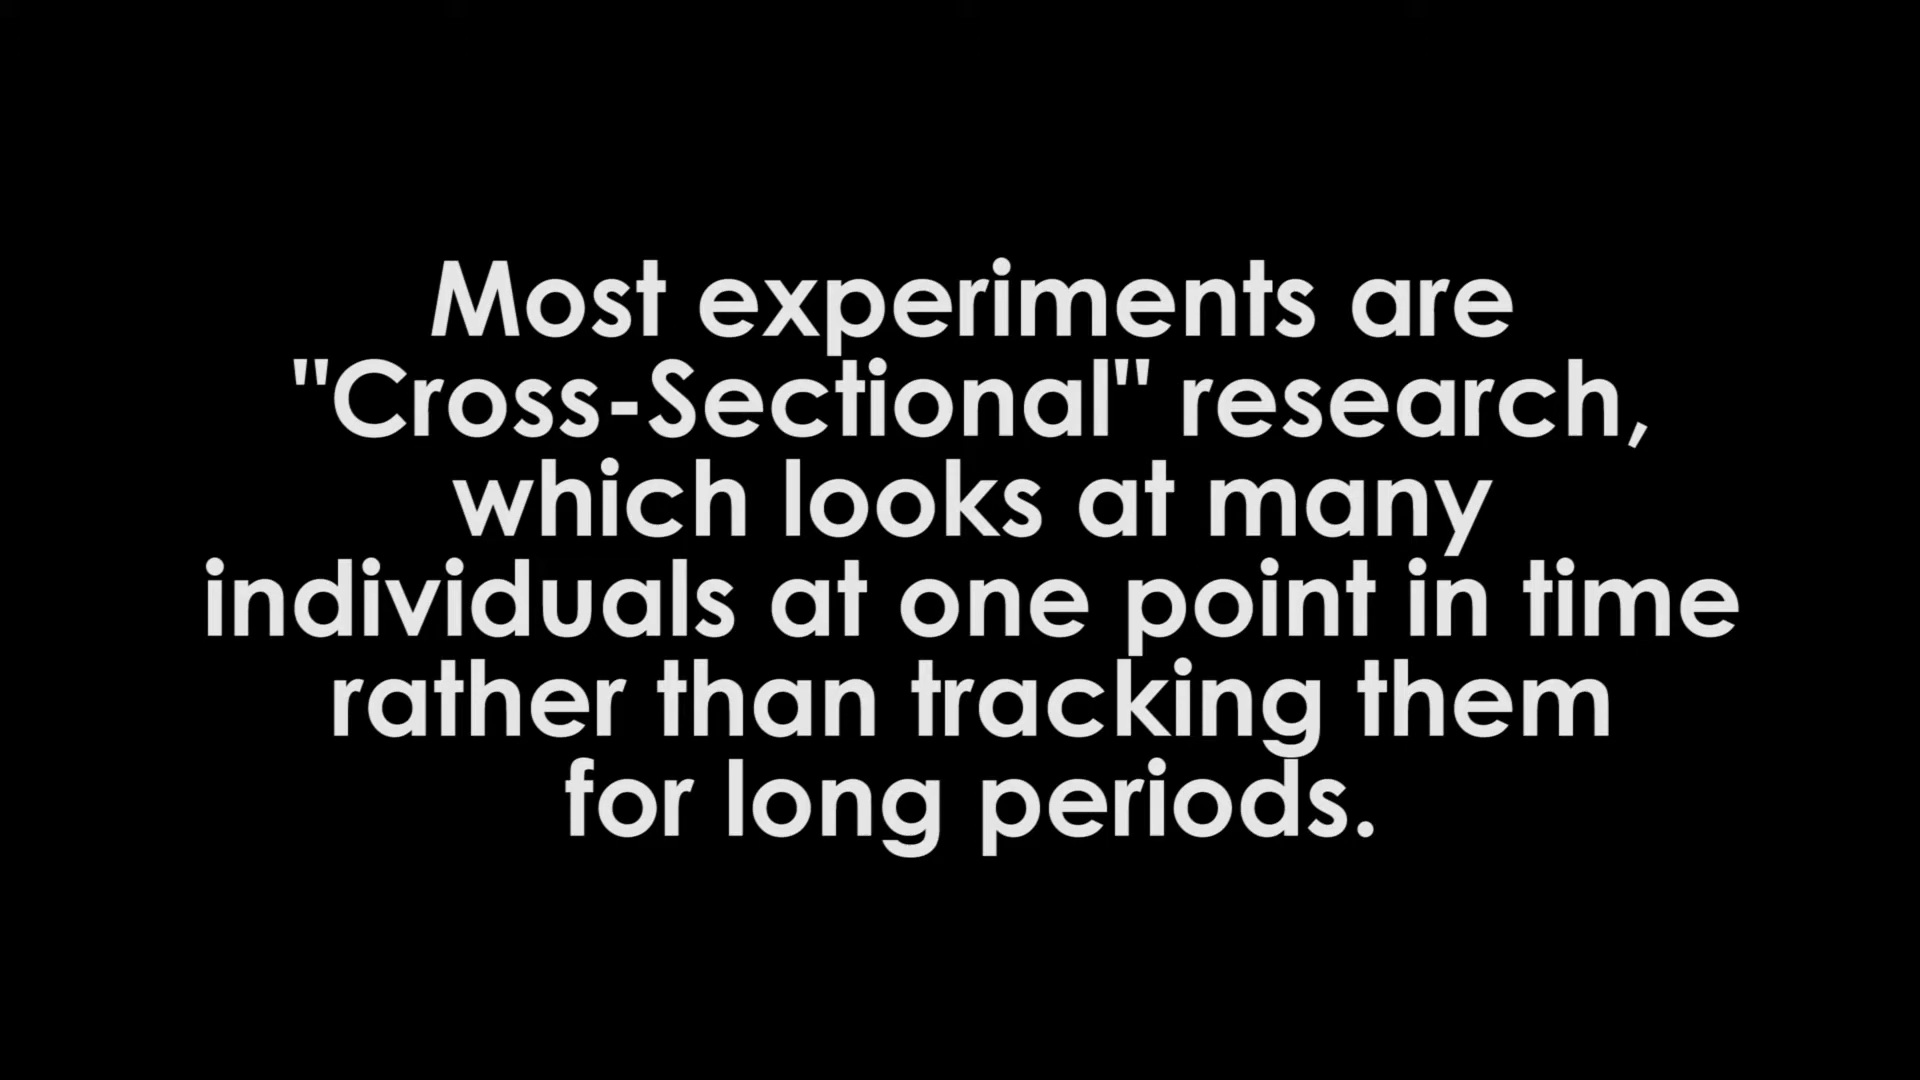 Most experiments are
"Cross-Sectional" research,
which looks at many
individuals at one point in time
rather than tracking them
for long periods.